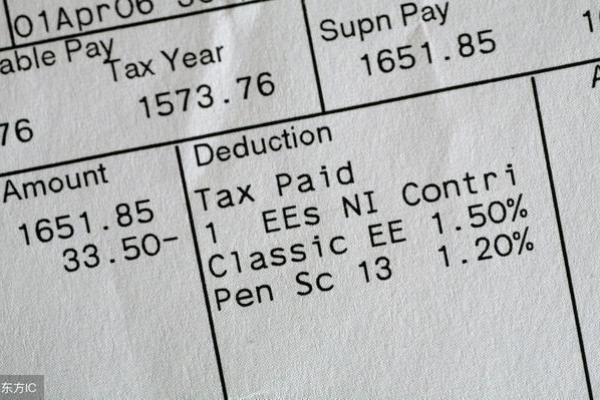 01Apr06
Supn Pay
able Pay
Tax Year
1651.85
1573.76
76
Deduction
Amount
Tax Paid
1651.85
1 EEs NI Contri
33.50-
Classic EE 1.50%
Pen Sc 13 1.20%
东方IC